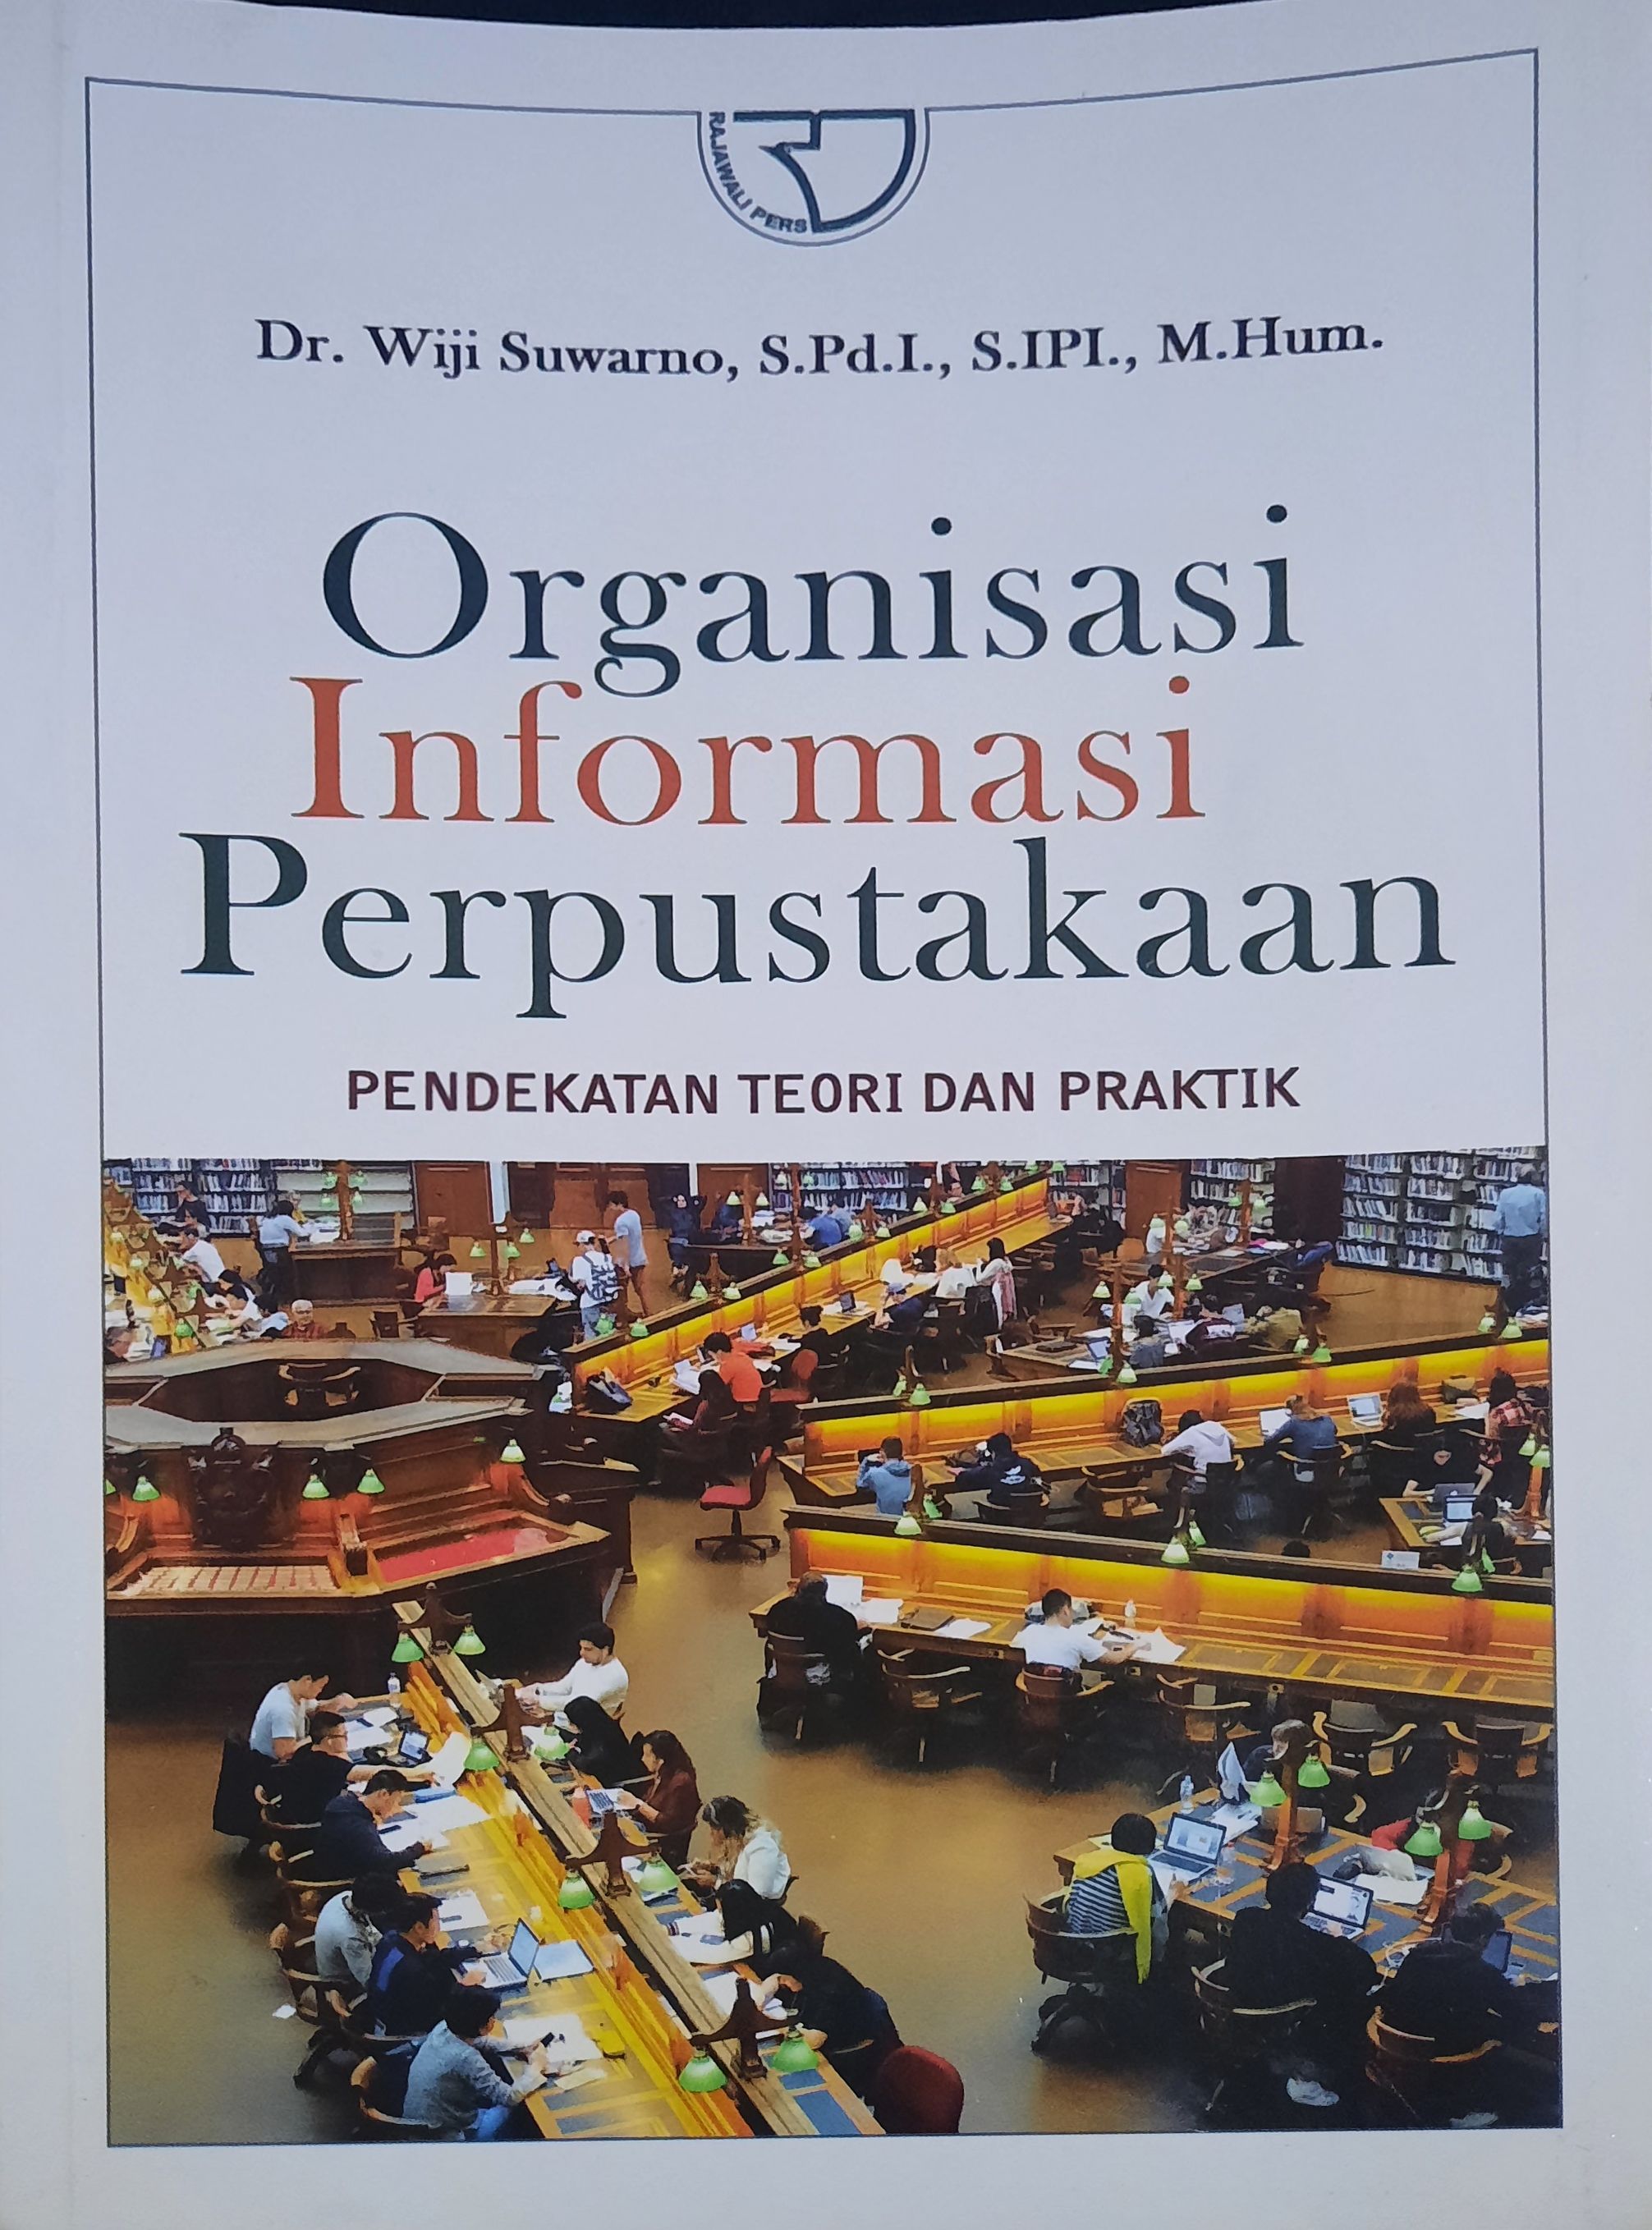 RAJAWALI PERS
Dr. Wiji Suwarno, S.Pd.I., S.IPI., M.Hum.
Organisasi
Informasi
Perpustakaan
PENDEKATAN TEORI DAN PRAKTIK